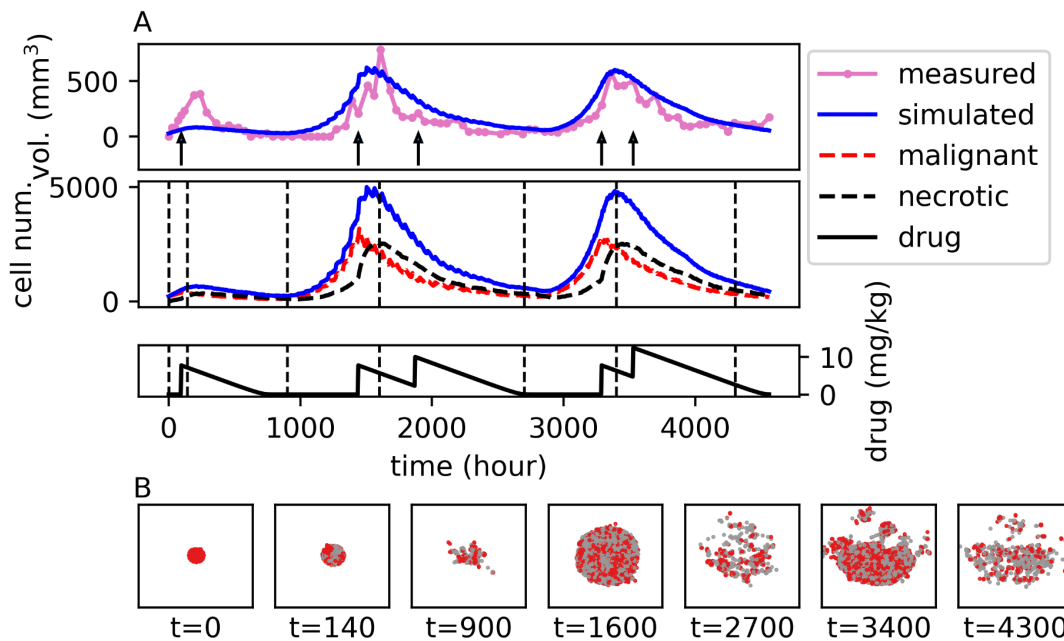 A
vol. (mm³)
500
0
measured
simulated
malignant
necrotic
drug
cell num.
5000
0
drug (mg/kg)
10
0
0 1000 2000 3000 4000
time (hour)
B
t=0 t=140 t=900 t=1600 t=2700 t=3400 t=4300